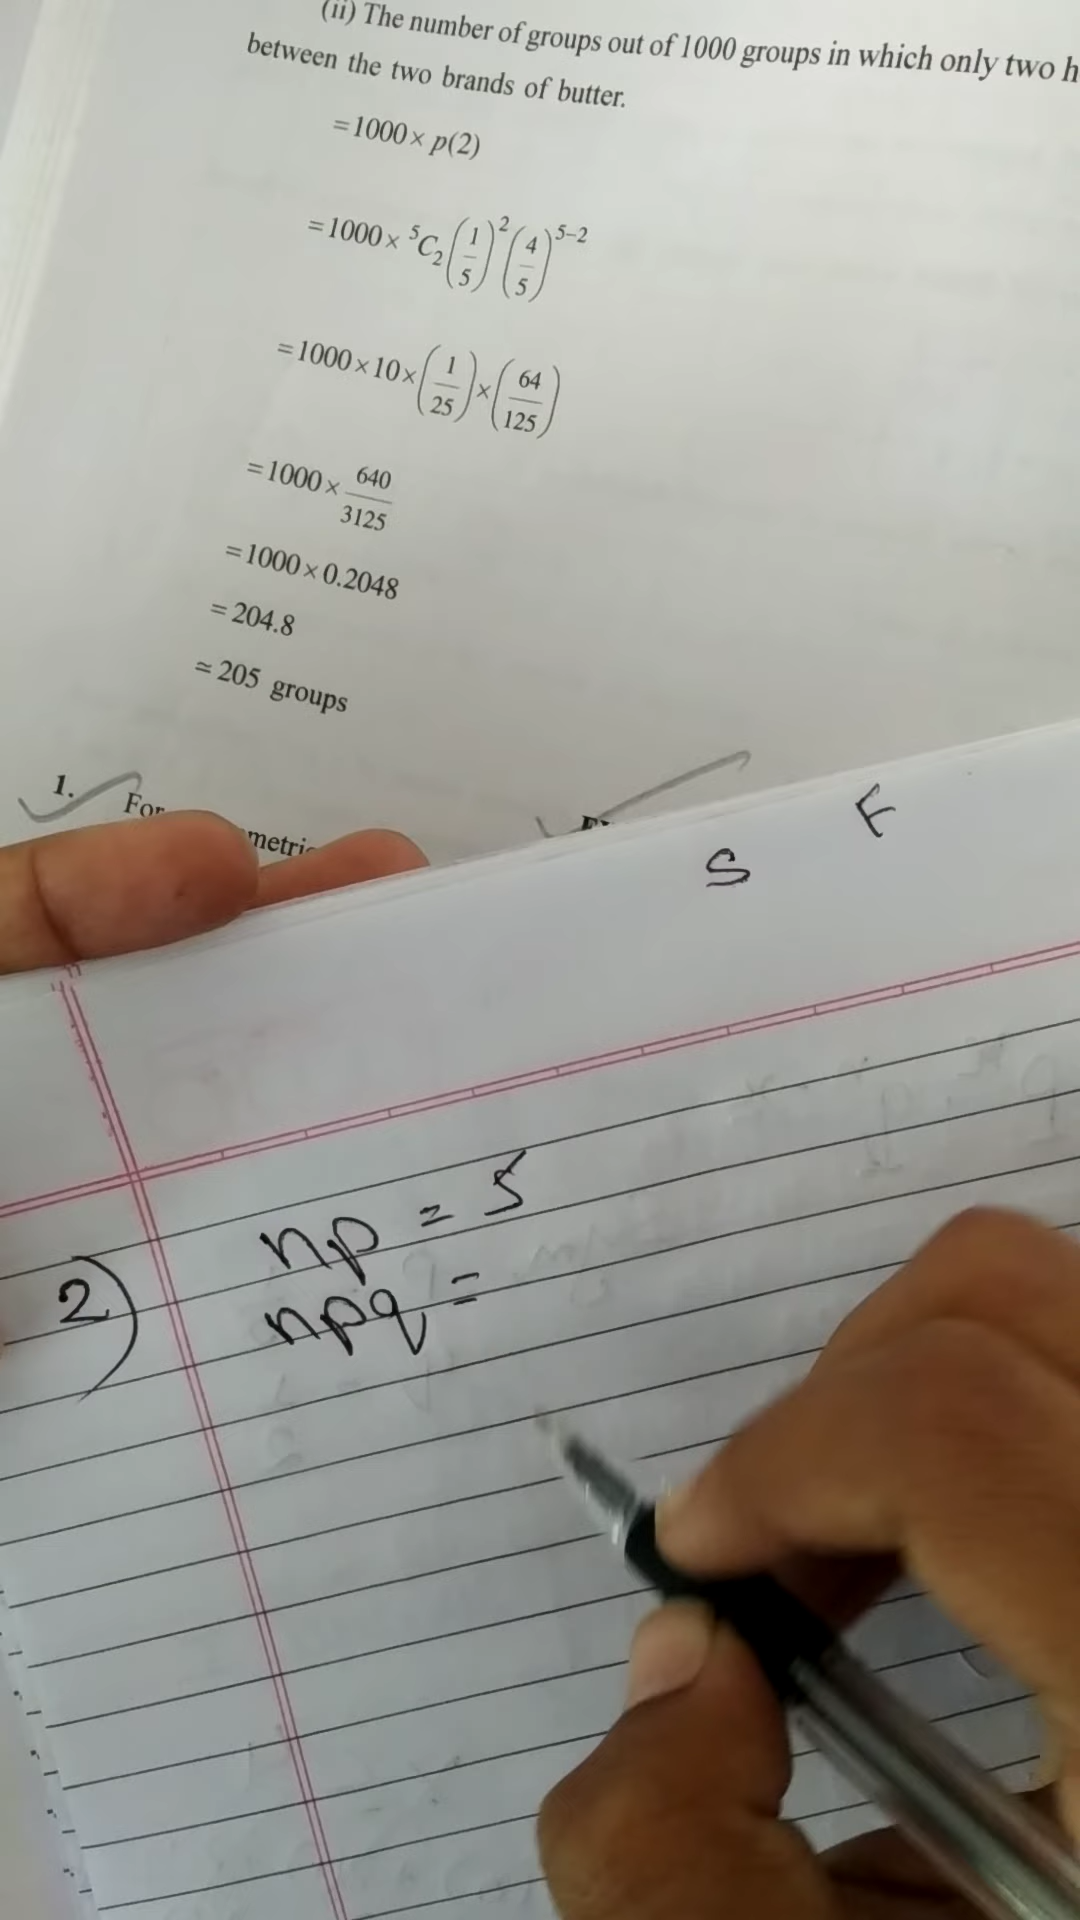 (ii) The number of groups out of 1000 groups in which only two h
between the two brands of butter.
= 1000 × p(2)
= 1000 × ⁵C₂ (1/5)² (4/5)⁵⁻²
= 1000 × 10 × (1/25) × (64/125)
= 1000 × 640/3125
= 1000 × 0.2048
= 204.8
≃ 205 groups
1. For metric
S F
2) np = 5
npq =